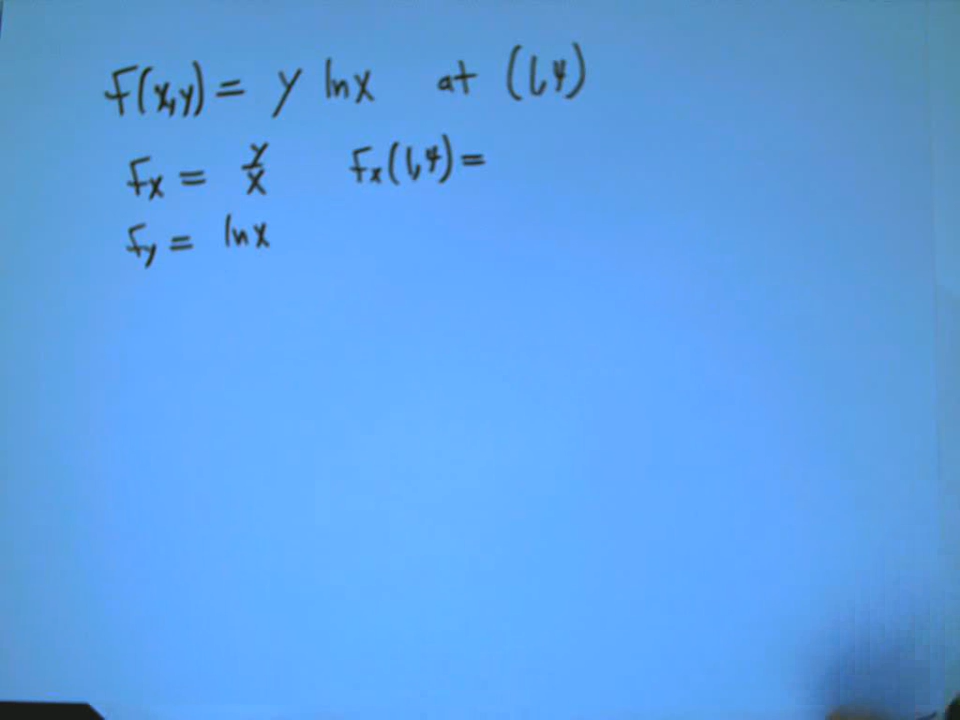 f(x,y) = y ln x at (1,4)
fx = y/x fx(1,4) =
fy = ln x